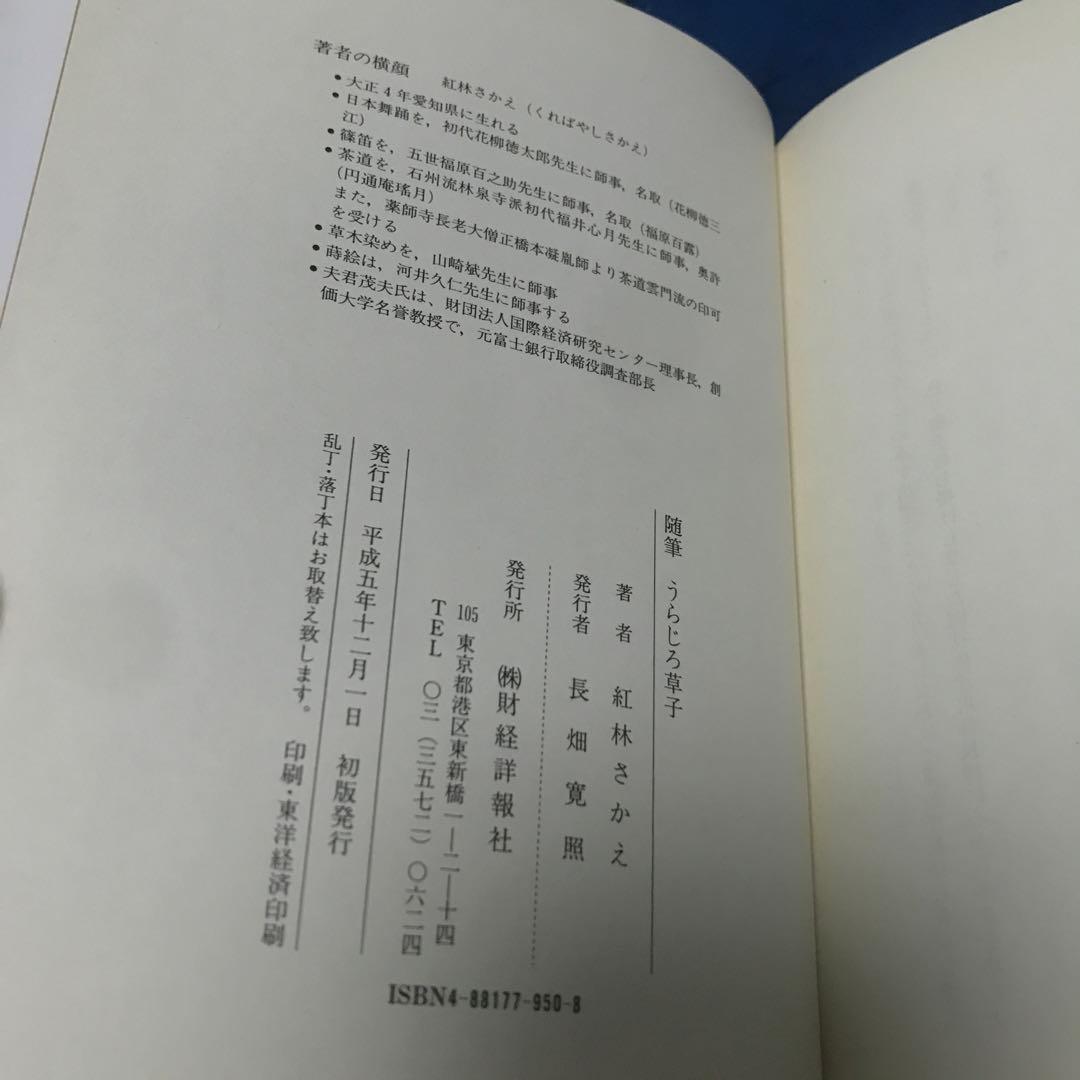 著者の横顔　紅林さかえ（くればやしさかえ）
●大正4年愛知県に生れる
●日本舞踊を，初代花柳徳太郎先生に師事，名取（花柳徳三
江）
●篠笛を，五世福原百之助先生に師事，名取（福原百露）
●茶道を，石州流林泉寺派初代福井心月先生に師事，奥許
（円通庵瑤月）
また，薬師寺長老大僧正橋本凝胤師より茶道雲門流の印可
を受ける
●草木染めを，山崎斌先生に師事
●蒔絵は，河井久仁先生に師事する
●夫君茂夫氏は、財団法人国際経済研究センター理事長，創
価大学名誉教授で，元富士銀行取締役調査部長
随筆　うらじろ草子
著者　紅林さかえ
発行者　長畑寛照
発行所　㈱財経詳報社
105　東京都港区東新橋一―二―十四
TEL　〇三（三五七二）〇六二四
発行日　平成五年十二月一日　初版発行
乱丁・落丁本はお取替え致します。　印刷・東洋経済印刷
ISBN4-88177-950-8